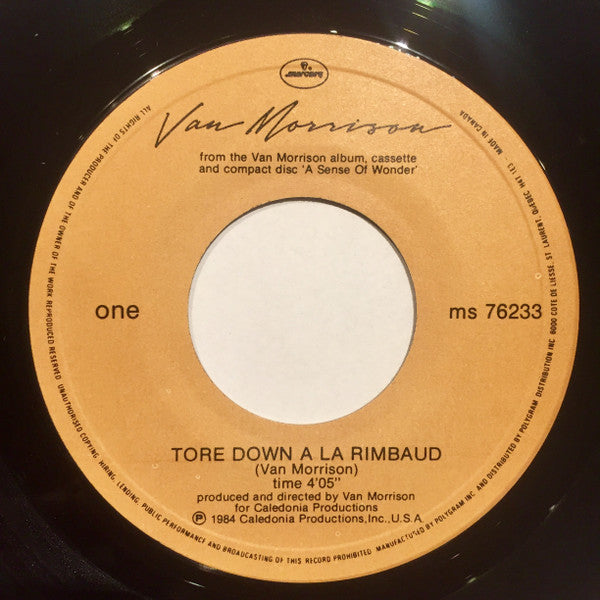 mercury
Van Morrison
from the Van Morrison album, cassette
and compact disc 'A Sense Of Wonder'
one
ms 76233
TORE DOWN A LA RIMBAUD
(Van Morrison)
time 4'05"
produced and directed by Van Morrison
for Caledonia Productions
Ⓟ 1984 Caledonia Productions,Inc.,U.S.A
ALL RIGHTS OF THE PRODUCER AND OF THE OWNER OF THE WORK REPRODUCED RESERVED. UNAUTHORISED COPYING, HIRING, LENDING, PUBLIC PERFORMANCE AND BROADCASTING OF THIS RECORD PROHIBITED. MANUFACTURED BY POLYGRAM INC. AND DISTRIBUTED BY POLYGRAM DISTRIBUTION INC 6000 COTE DE LIESSE, ST LAURENT, QUEBEC H4T 1E3 MADE IN CANADA